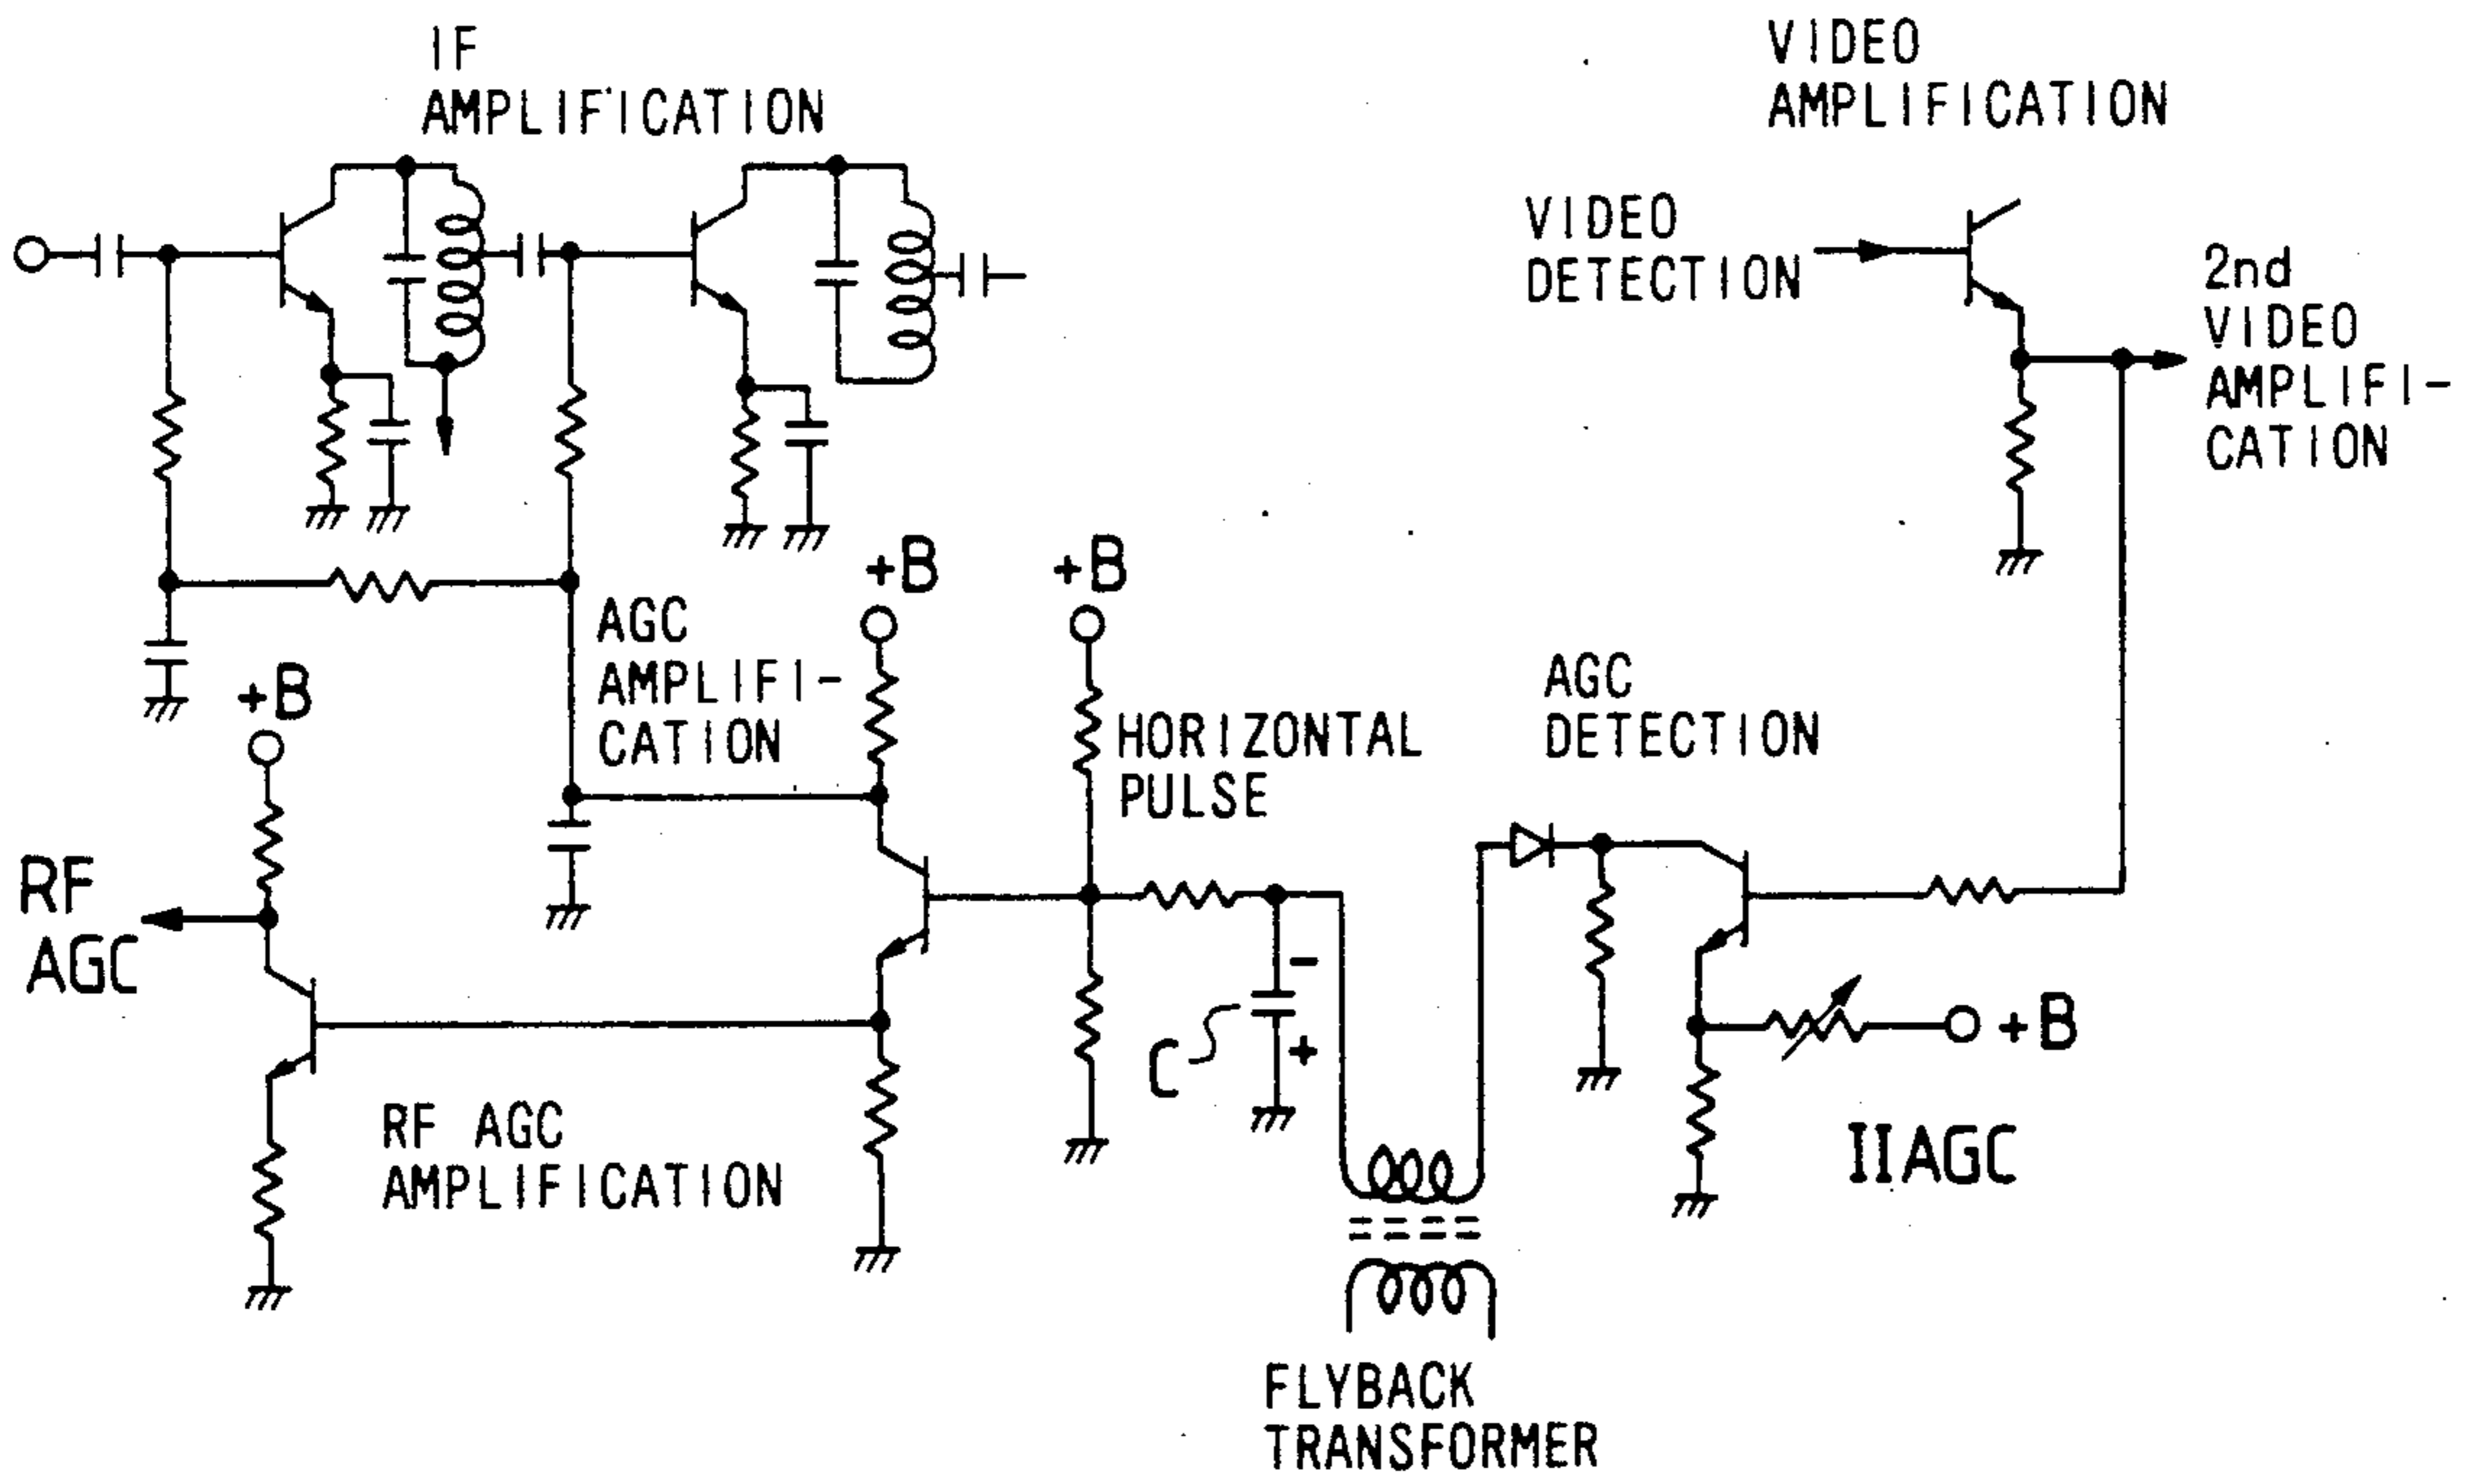 IF
AMPLIFICATION
VIDEO
AMPLIFICATION
VIDEO
DETECTION
2nd
VIDEO
AMPLIFI-
CATION
+B
+B
AGC
AMPLIFI-
CATION
+B
HORIZONTAL
PULSE
AGC
DETECTION
RF
AGC
-
C
+
+B
RF AGC
AMPLIFICATION
IIAGC
FLYBACK
TRANSFORMER